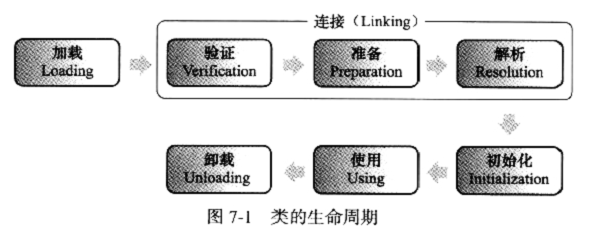 连接（Linking）
加载
Loading
验证
Verification
准备
Preparation
解析
Resolution
卸载
Unloading
使用
Using
初始化
Initialization
图 7-1 类的生命周期